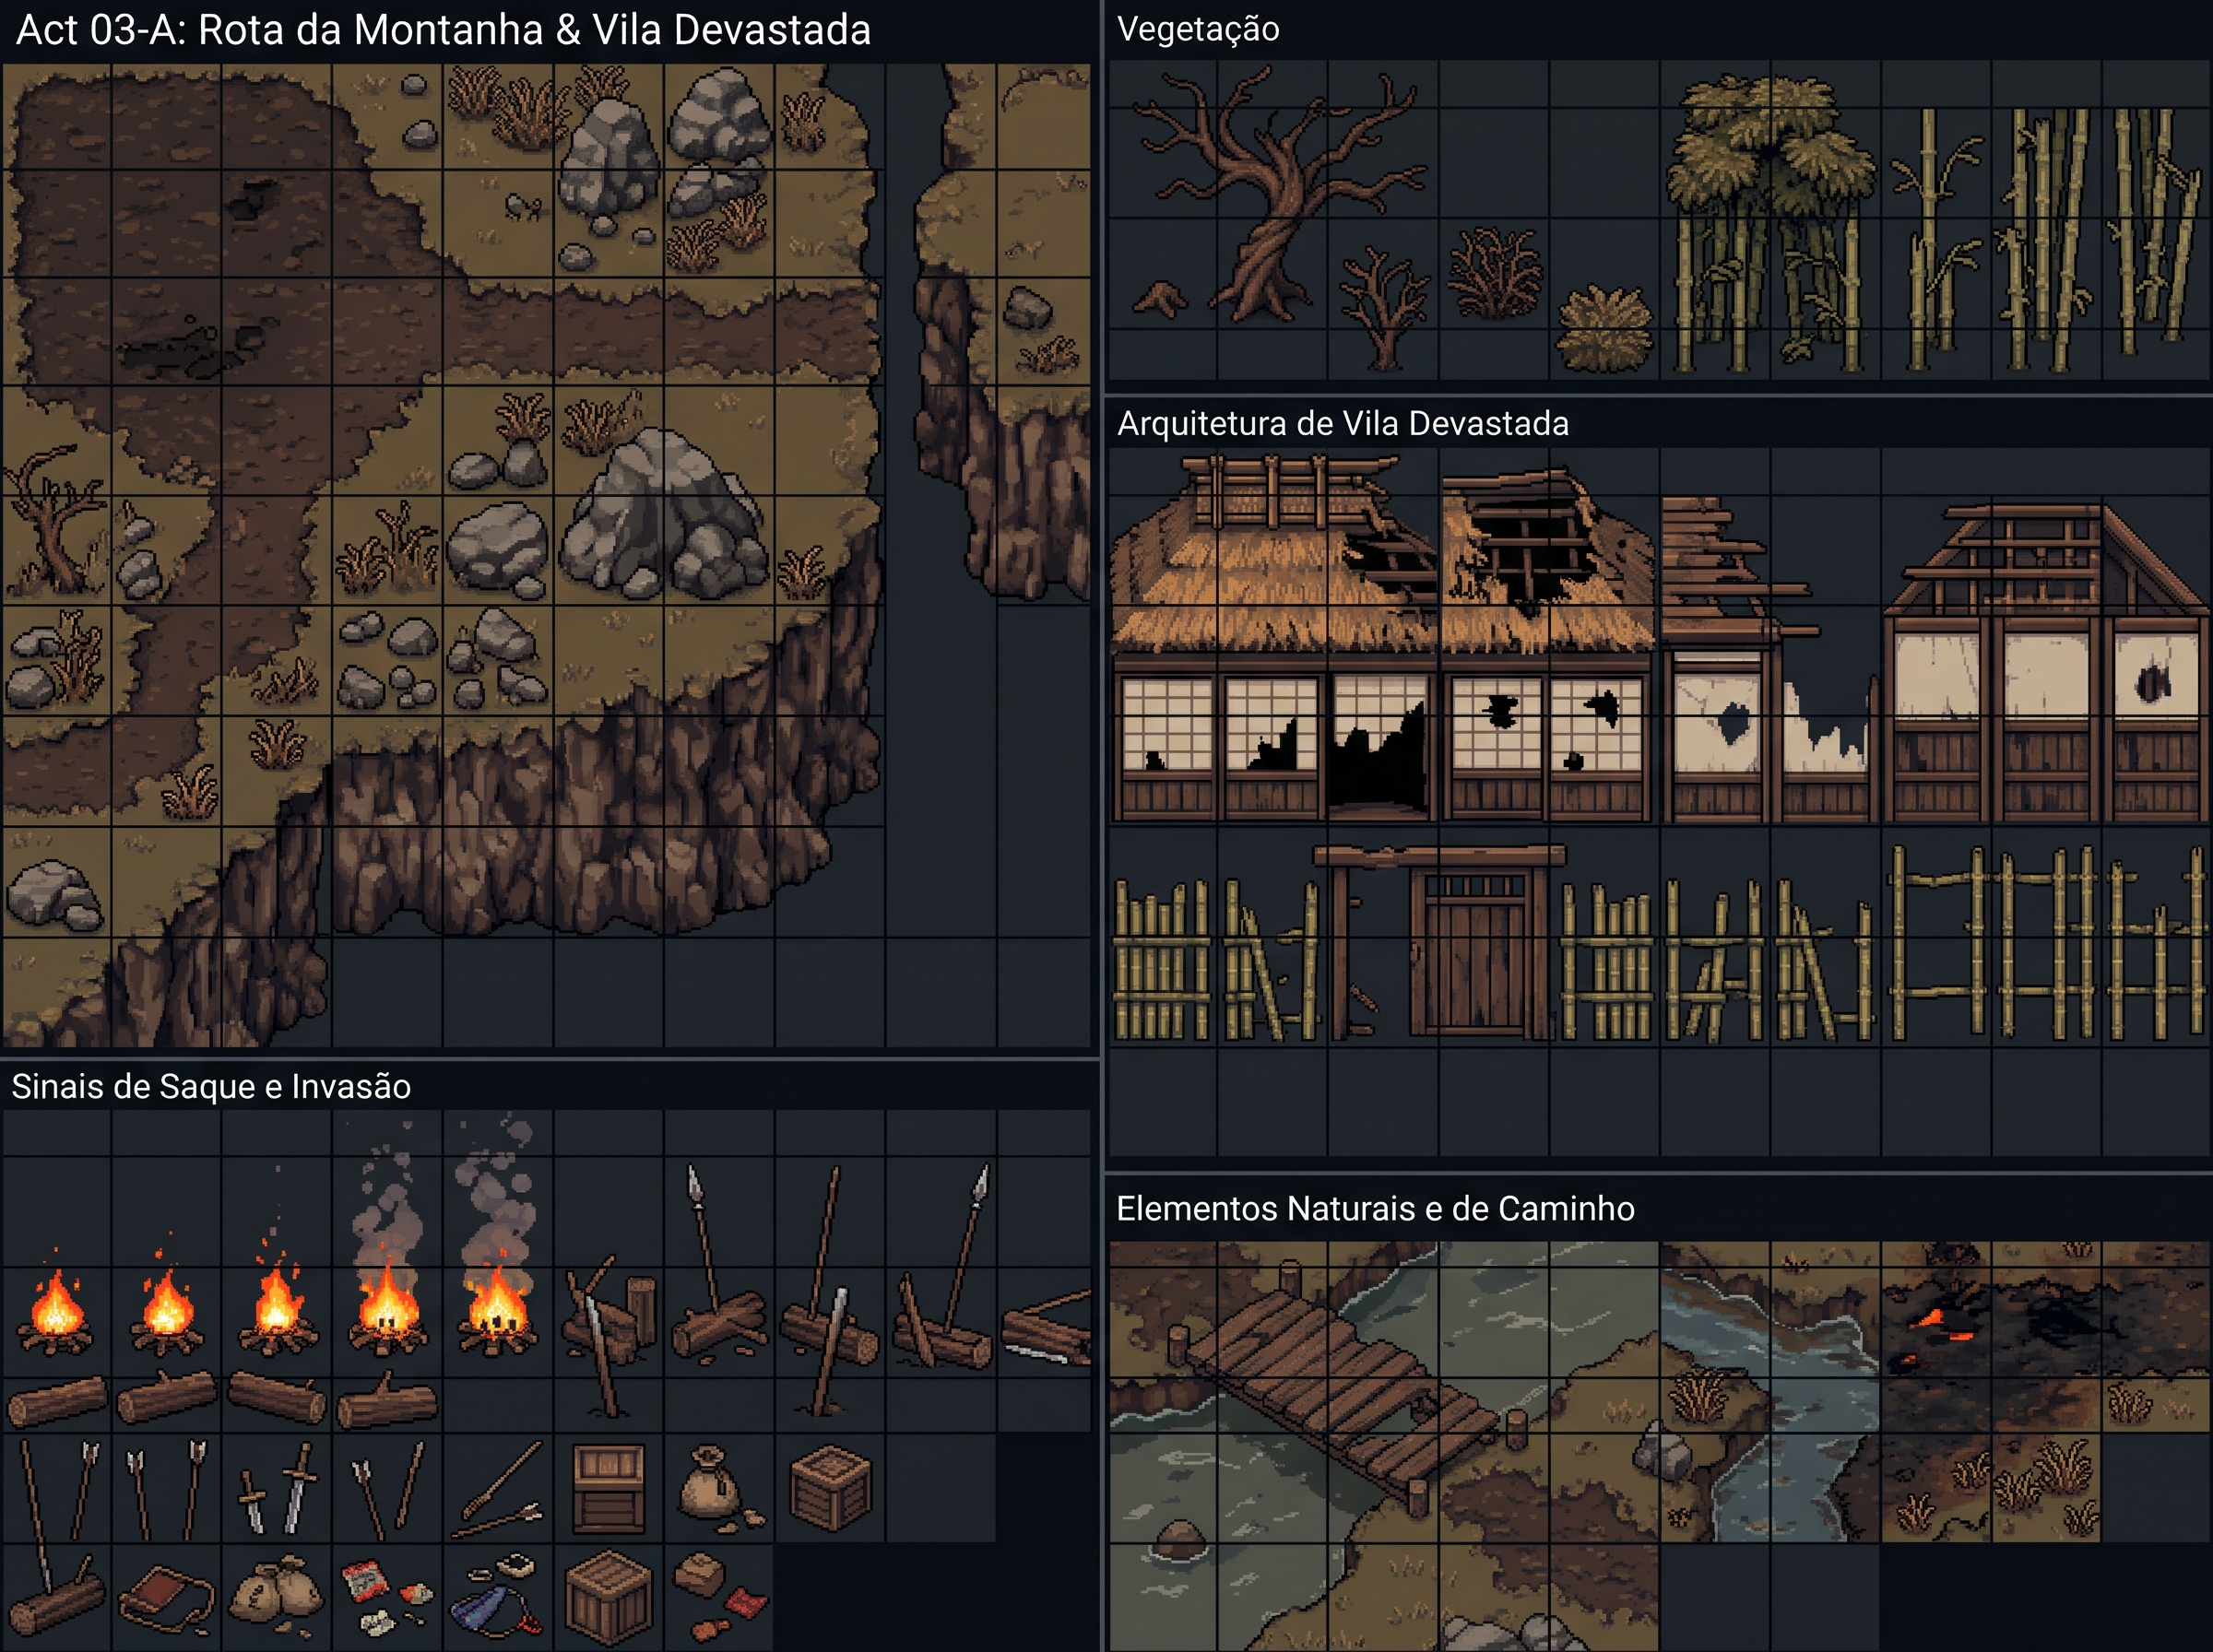 Act 03-A: Rota da Montanha & Vila Devastada
Vegetação
Arquitetura de Vila Devastada
Sinais de Saque e Invasão
Elementos Naturais e de Caminho